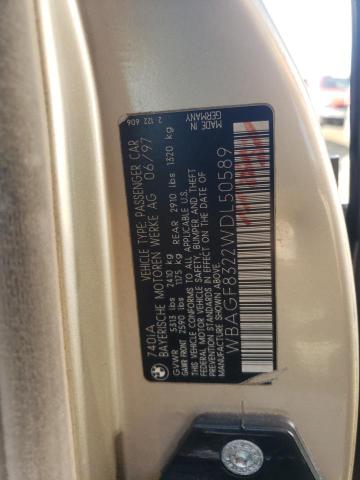 740IA
VEHICLE TYPE: PASSENGER CAR
BAYERISCHE MOTOREN WERKE AG 06/97
GVWR 5313 lbs 2410 kg
GAWR FRONT 2590 lbs 1175 kg REAR 2910 lbs 1320 kg
THIS VEHICLE CONFORMS TO ALL APPLICABLE
FEDERAL MOTOR VEHICLE SAFETY, BUMPER AND THEFT
PREVENTION STANDARDS IN EFFECT ON THE
DATE OF MANUFACTURE SHOWN ABOVE.
WBAGF8322WDL50589
MADE IN
GERMANY
2 122 606